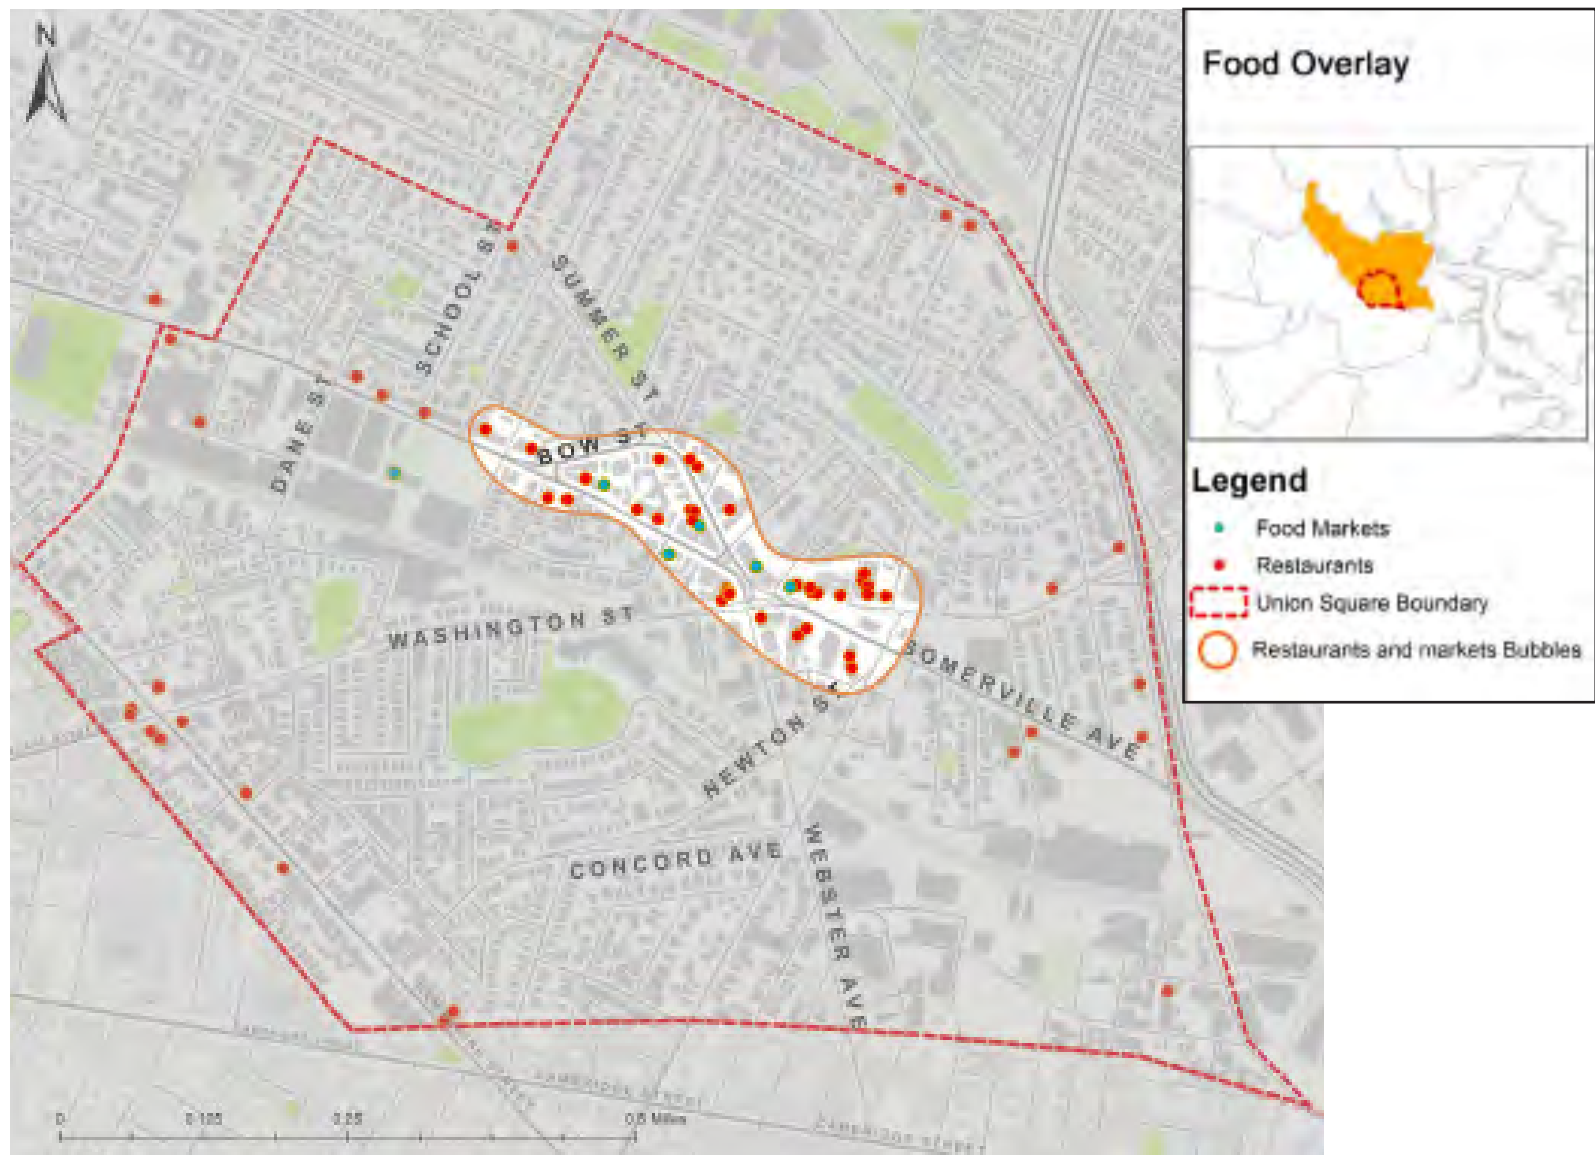 N
Food Overlay
SCHOOL ST
SUMMER ST
DANE ST
BOW ST
Legend
Food Markets
Restaurants
Union Square Boundary
Restaurants and markets Bubbles
WASHINGTON ST
SOMERVILLE AVE
NEWTON ST
CONCORD AVE
WEBSTER AVE
CAMBRIDGE STREET
CAMBRIDGE STREET
0 0.125 0.25 0.5 Miles